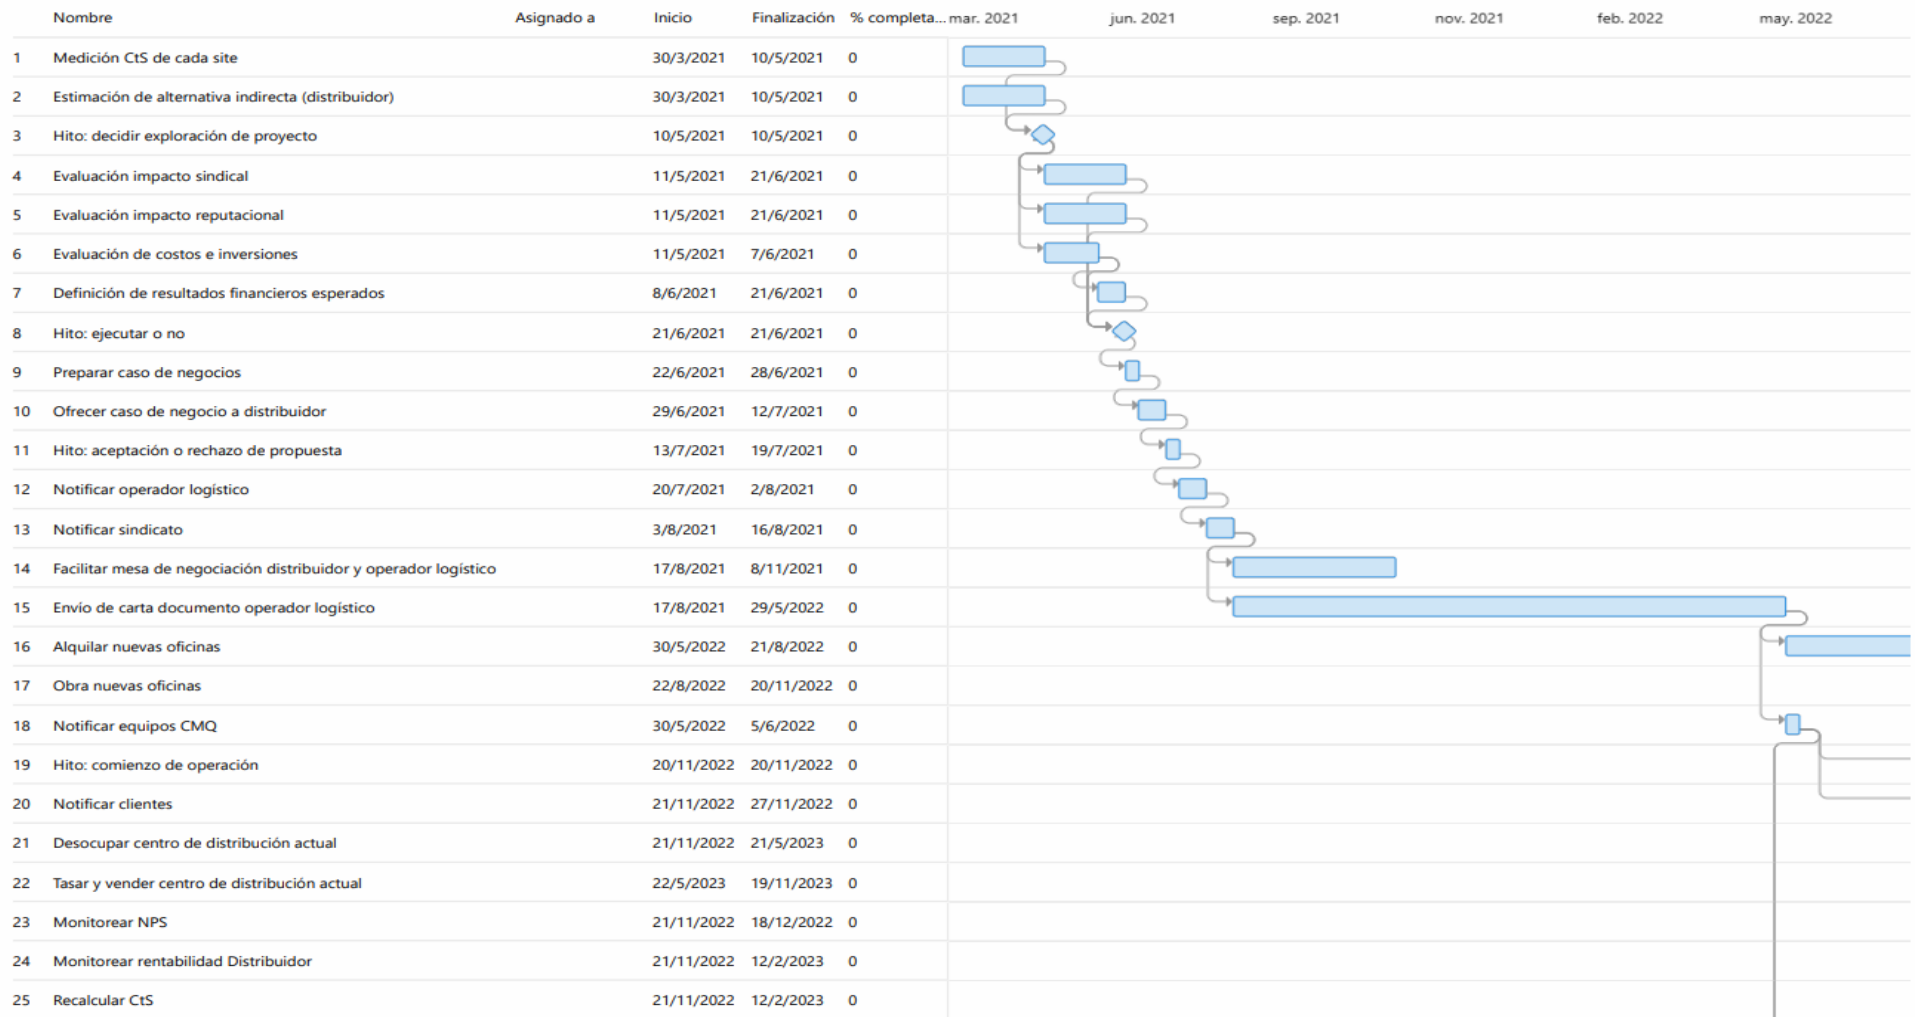 Nombre Asignado a Inicio Finalización % completa... mar. 2021 jun. 2021 sep. 2021 nov. 2021 feb. 2022 may. 2022
1 Medición CtS de cada site 30/3/2021 10/5/2021 0
2 Estimación de alternativa indirecta (distribuidor) 30/3/2021 10/5/2021 0
3 Hito: decidir exploración de proyecto 10/5/2021 10/5/2021 0
4 Evaluación impacto sindical 11/5/2021 21/6/2021 0
5 Evaluación impacto reputacional 11/5/2021 21/6/2021 0
6 Evaluación de costos e inversiones 11/5/2021 7/6/2021 0
7 Definición de resultados financieros esperados 8/6/2021 21/6/2021 0
8 Hito: ejecutar o no 21/6/2021 21/6/2021 0
9 Preparar caso de negocios 22/6/2021 28/6/2021 0
10 Ofrecer caso de negocio a distribuidor 29/6/2021 12/7/2021 0
11 Hito: aceptación o rechazo de propuesta 13/7/2021 19/7/2021 0
12 Notificar operador logístico 20/7/2021 2/8/2021 0
13 Notificar sindicato 3/8/2021 16/8/2021 0
14 Facilitar mesa de negociación distribuidor y operador logístico 17/8/2021 8/11/2021 0
15 Envío de carta documento operador logístico 17/8/2021 29/5/2022 0
16 Alquilar nuevas oficinas 30/5/2022 21/8/2022 0
17 Obra nuevas oficinas 22/8/2022 20/11/2022 0
18 Notificar equipos CMQ 30/5/2022 5/6/2022 0
19 Hito: comienzo de operación 20/11/2022 20/11/2022 0
20 Notificar clientes 21/11/2022 27/11/2022 0
21 Desocupar centro de distribución actual 21/11/2022 21/5/2023 0
22 Tasar y vender centro de distribución actual 22/5/2023 19/11/2023 0
23 Monitorear NPS 21/11/2022 18/12/2022 0
24 Monitorear rentabilidad Distribuidor 21/11/2022 12/2/2023 0
25 Recalcular CtS 21/11/2022 12/2/2023 0